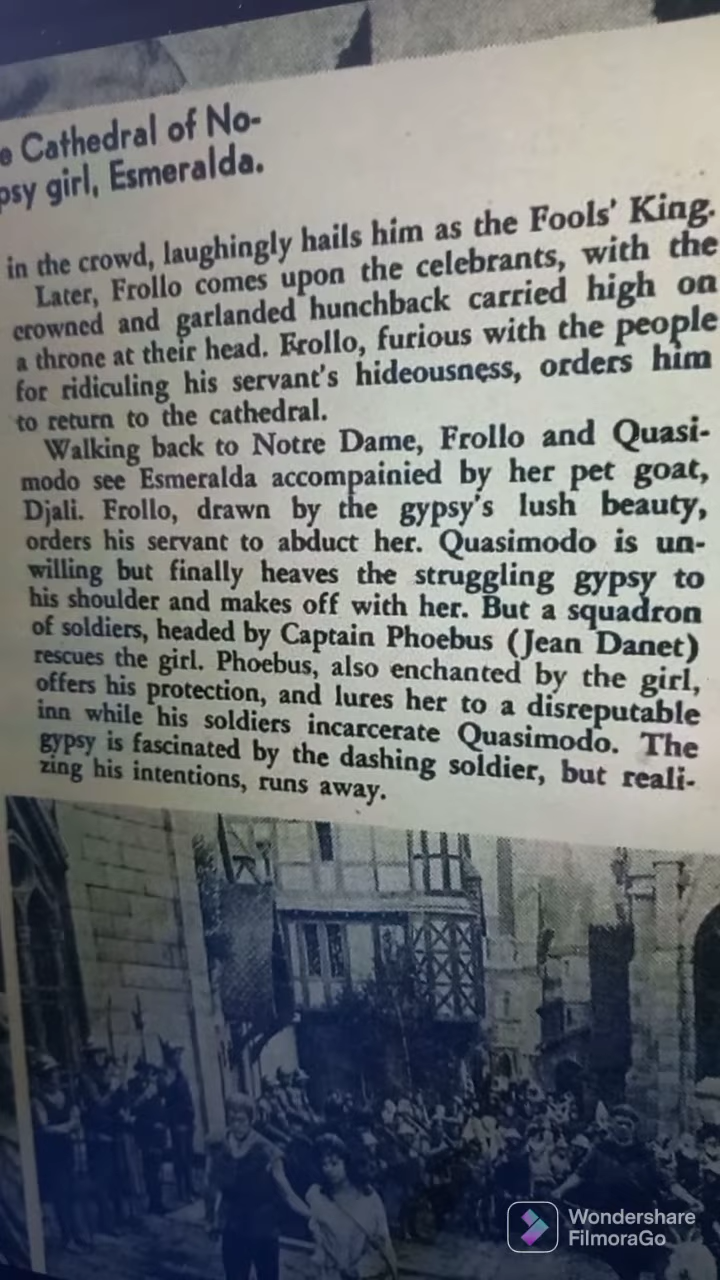 e Cathedral of No-
psy girl, Esmeralda.
in the crowd, laughingly hails him as the Fools' King.
Later, Frollo comes upon the celebrants, with the
crowned and garlanded hunchback carried high on
a throne at their head. Frollo, furious with the people
for ridiculing his servant's hideousness, orders him
to return to the cathedral.
Walking back to Notre Dame, Frollo and Quasi-
modo see Esmeralda accompainied by her pet goat,
Djali. Frollo, drawn by the gypsy's lush beauty,
orders his servant to abduct her. Quasimodo is un-
willing but finally heaves the struggling gypsy to
his shoulder and makes off with her. But a squadron
of soldiers, headed by Captain Phoebus (Jean Danet)
rescues the girl. Phoebus, also enchanted by the girl,
offers his protection, and lures her to a disreputable
inn while his soldiers incarcerate Quasimodo. The
gypsy is fascinated by the dashing soldier, but reali-
zing his intentions, runs away.
Wondershare
FilmoraGo